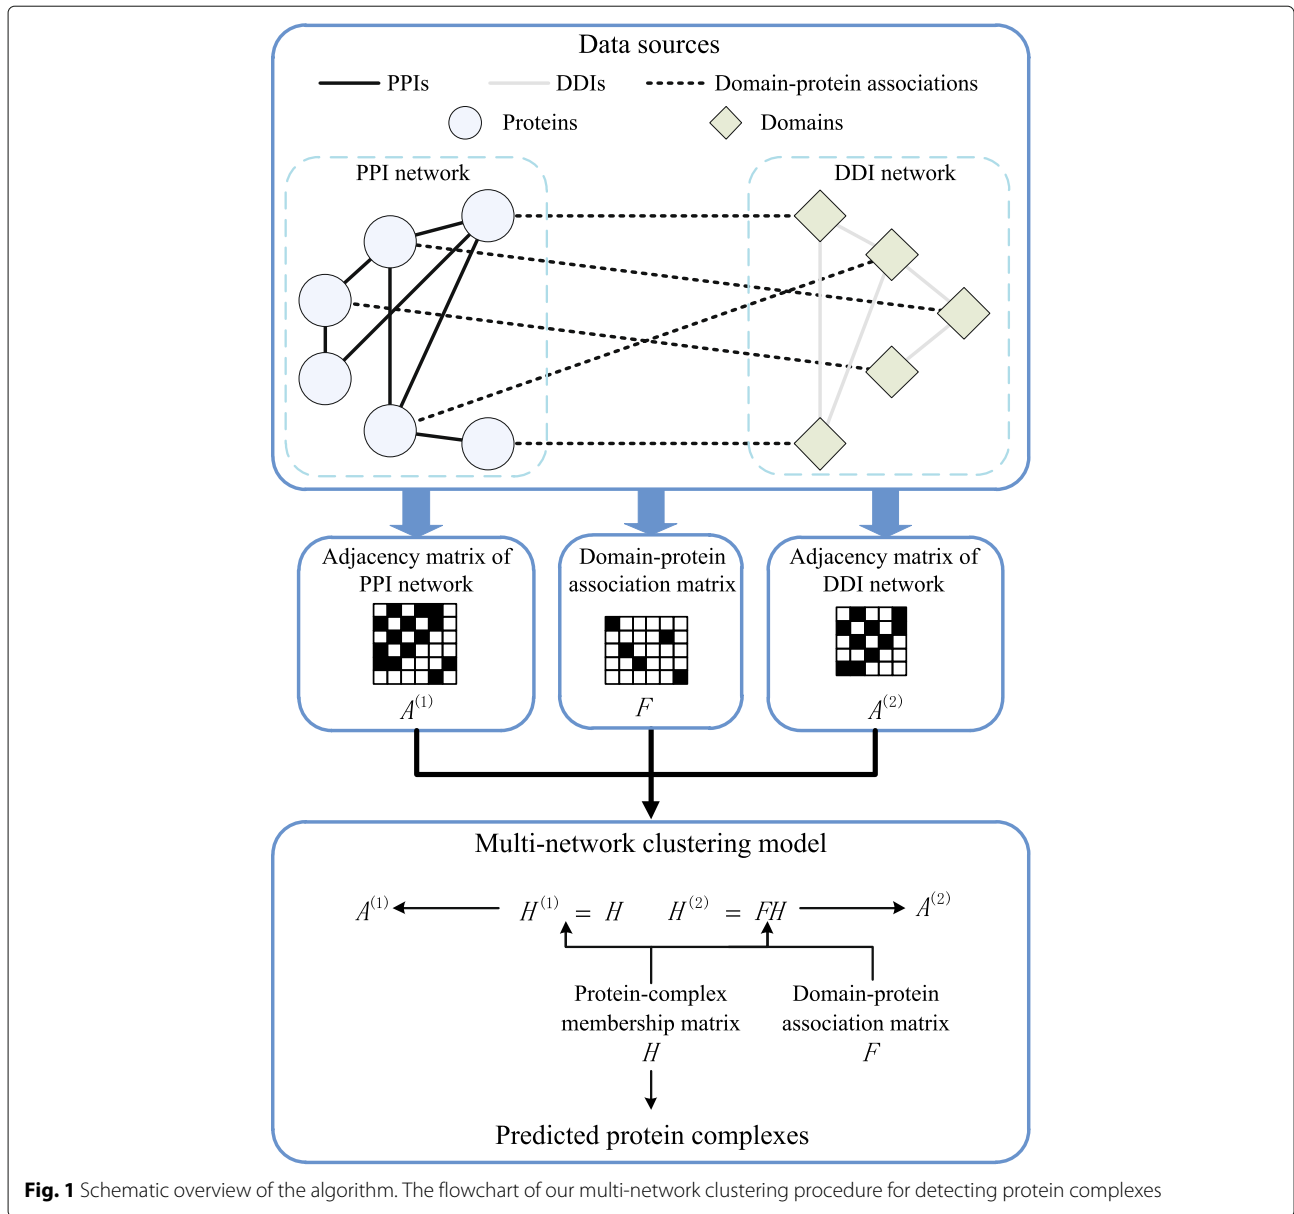 Data sources
PPIs DDIs Domain-protein associations
Proteins Domains
PPI network DDI network
Adjacency matrix of
PPI network
A(1)
Domain-protein
association matrix
F
Adjacency matrix of
DDI network
A(2)
Multi-network clustering model
A(1) H(1) = H H(2) = FH A(2)
Protein-complex
membership matrix
H
Domain-protein
association matrix
F
Predicted protein complexes
Fig. 1 Schematic overview of the algorithm. The flowchart of our multi-network clustering procedure for detecting protein complexes